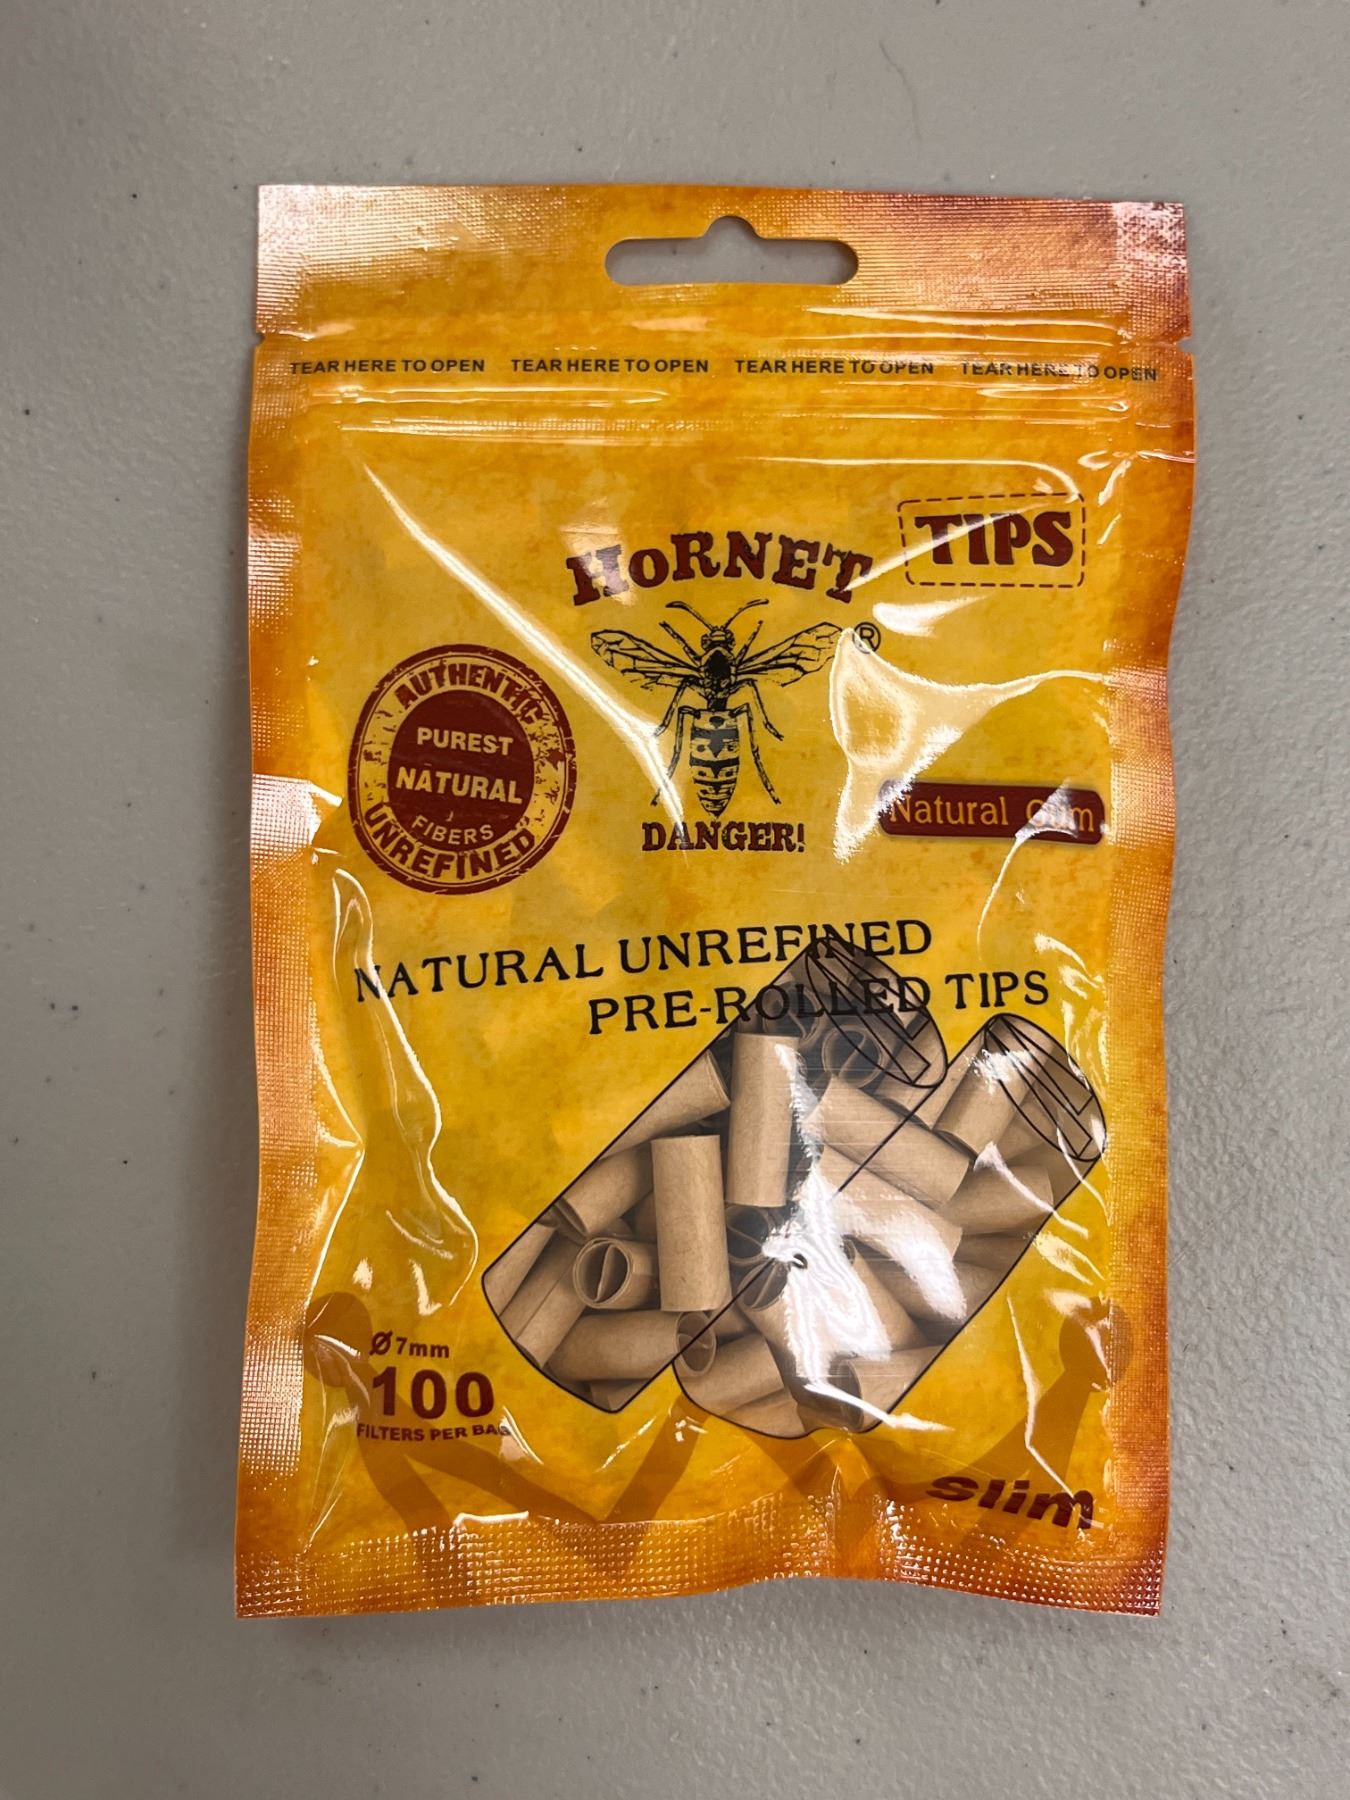 TEAR HERE TO OPEN TEAR HERE TO OPEN TEAR HERE TO OPEN TEAR HERE TO OPEN
TIPS
HoRNET
®
AUTHENTIC
PUREST
NATURAL
FIBERS
UNREFINED
DANGER!
Natural Gum
NATURAL UNREFINED
PRE-ROLLED TIPS
Ø7mm
100
FILTERS PER BAG
slim